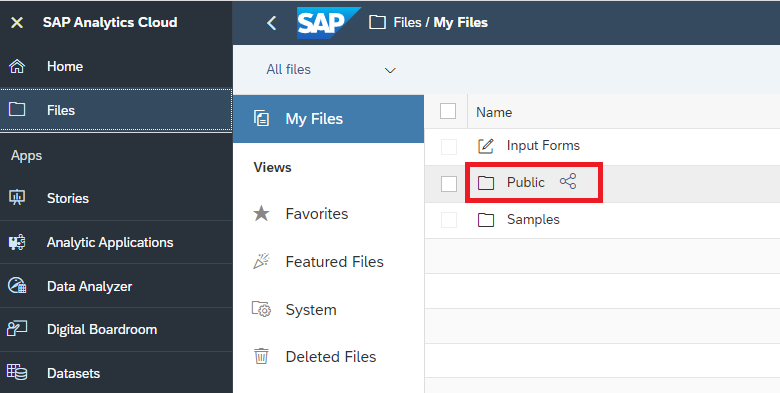 SAP Analytics Cloud
Home
Files
Apps
Stories
Analytic Applications
Data Analyzer
Digital Boardroom
Datasets
SAP
Files / My Files
All files
My Files
Views
Favorites
Featured Files
System
Deleted Files
Name
Input Forms
Public
Samples